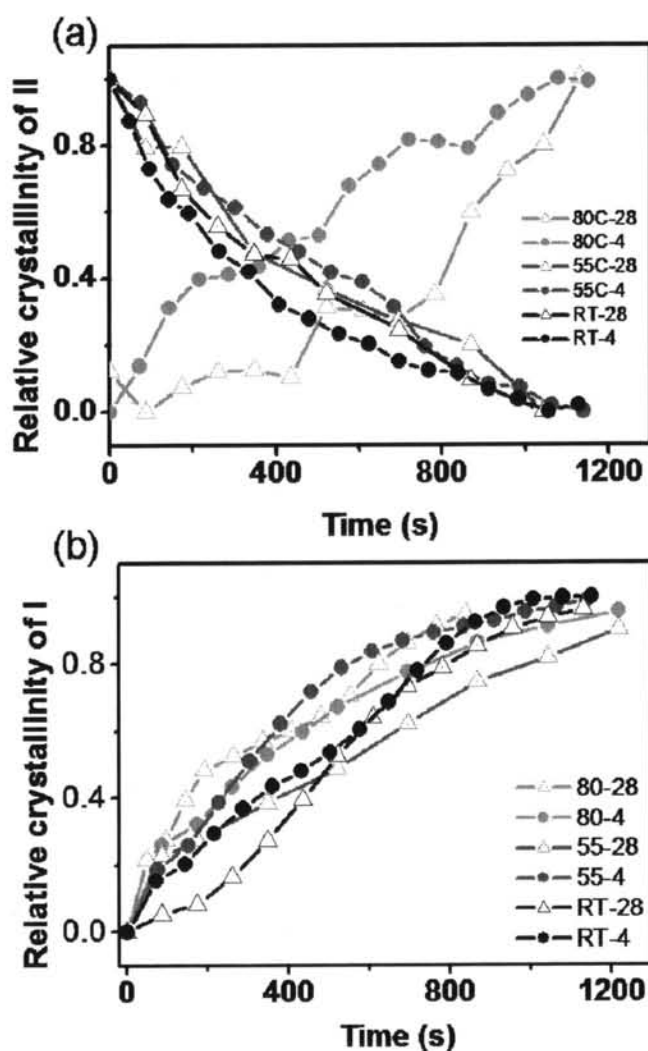 (a)
Relative crystallinity of II
0.8
0.4
0.0
80C-28
80C-4
55C-28
55C-4
RT-28
RT-4
0
400
800
1200
Time (s)
(b)
Relative crystallinity of I
0.8
0.4
0.0
80-28
80-4
55-28
55-4
RT-28
RT-4
0
400
800
1200
Time (s)